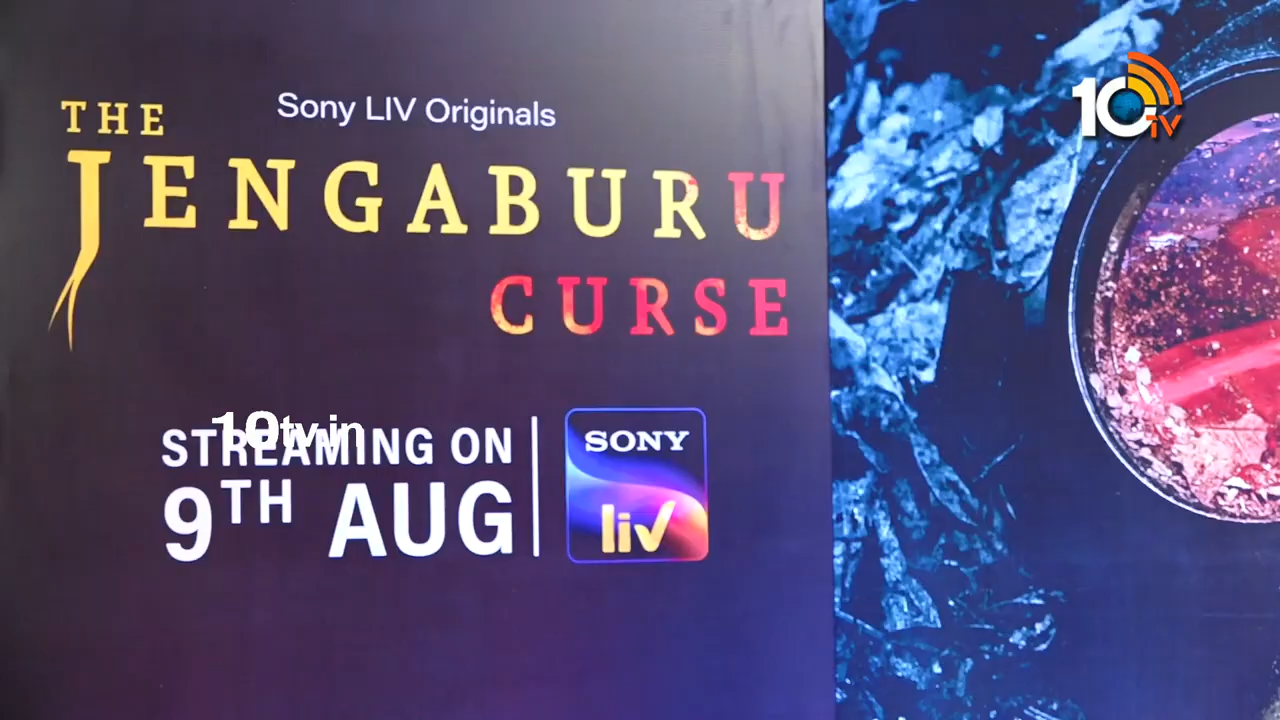 Sony LIV Originals
THE
JENGABURU
CURSE
STREAMING ON
9TH AUG
SONY
liv
10tv.in
10TV